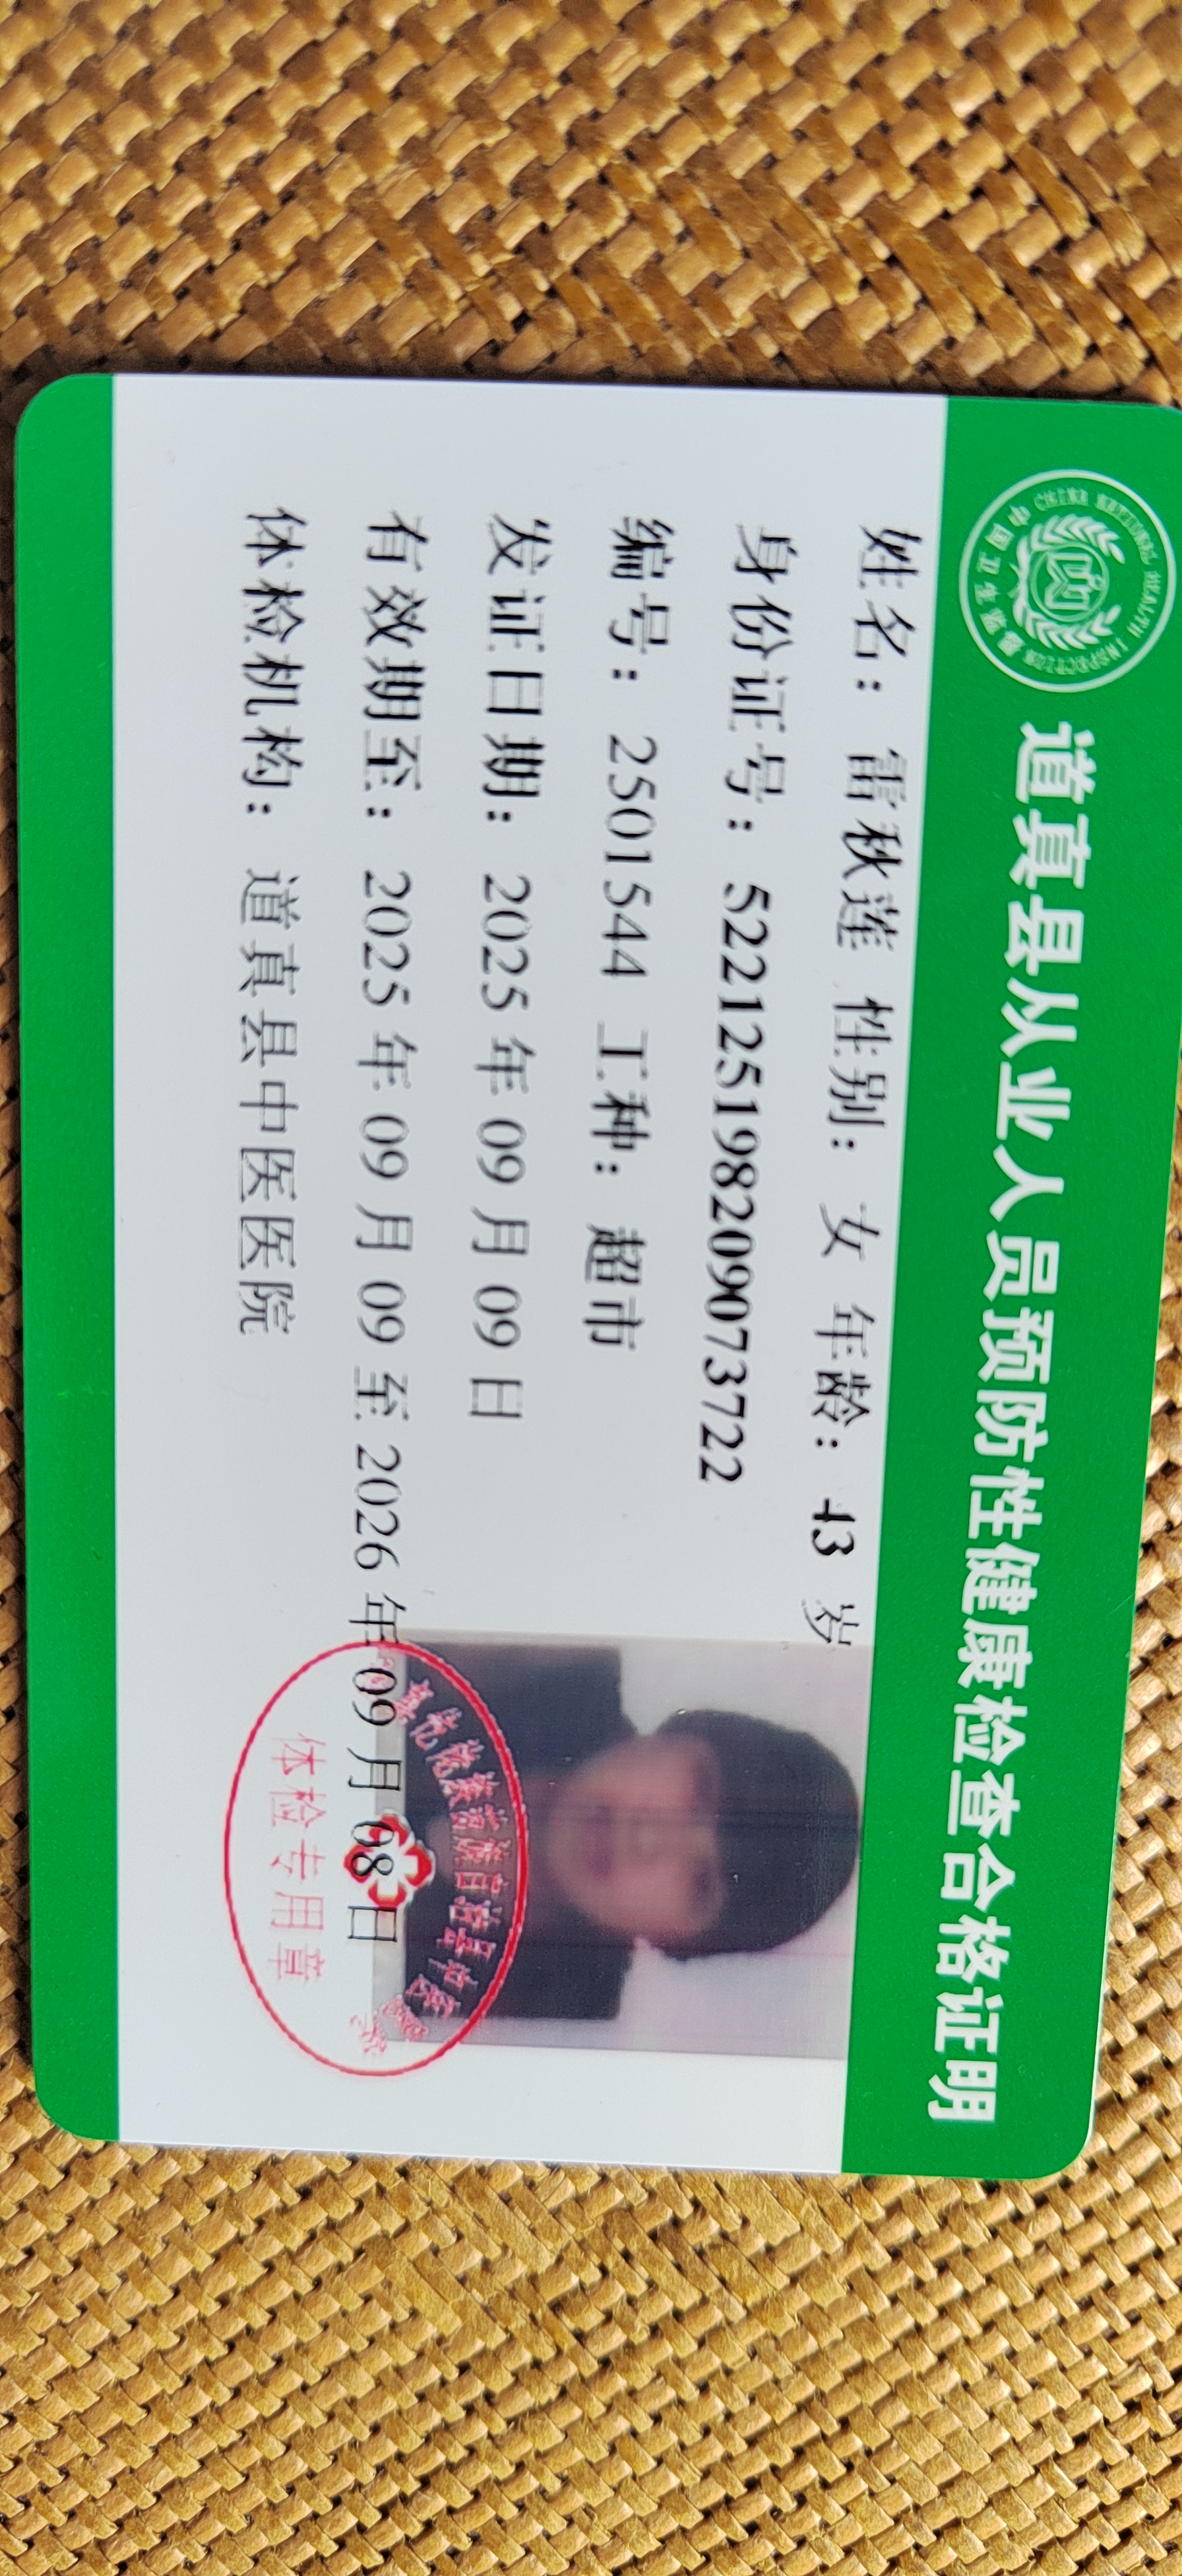 道真县从业人员预防性健康检查合格证明
姓名：雷秋莲 性别：女 年龄：43 岁
身份证号：522125198209073722
编号：2501544 工种：超市
发证日期：2025 年 09 月 09 日
有效期至：2025 年 09 月 09 至 2026 年 09 月 08 日
体检机构：道真县中医医院
体检专用章